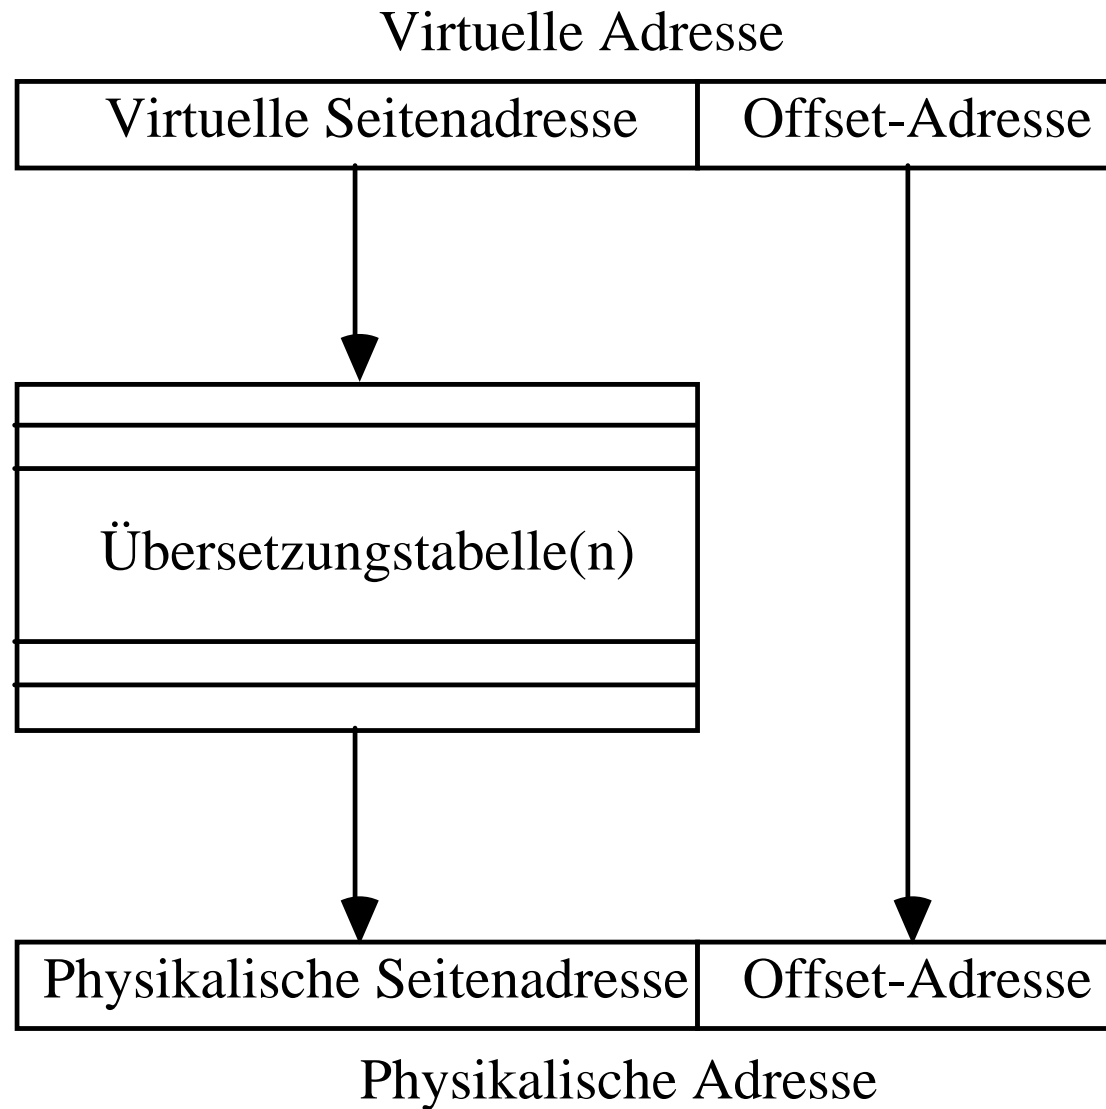 Virtuelle Adresse
Virtuelle Seitenadresse Offset-Adresse
Übersetzungstabelle(n)
Physikalische Seitenadresse Offset-Adresse
Physikalische Adresse